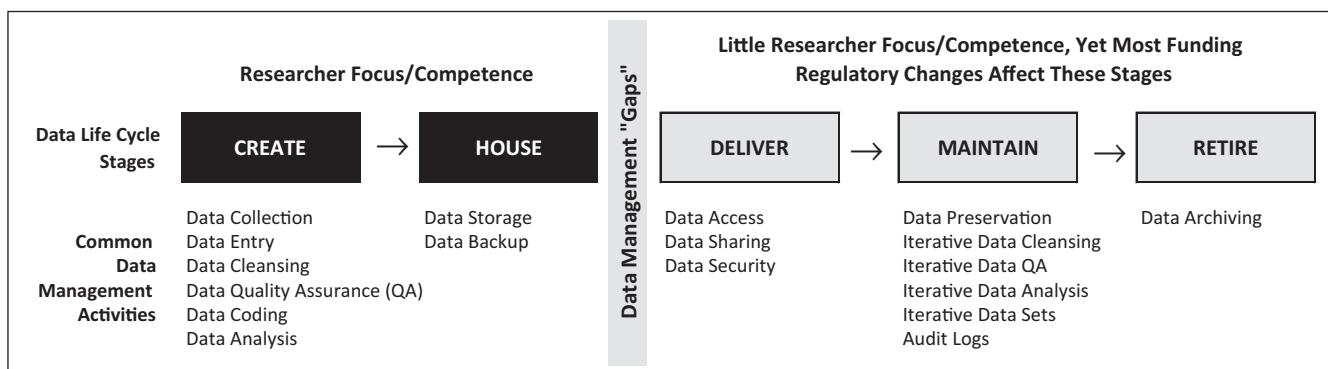 Researcher Focus/Competence
Little Researcher Focus/Competence, Yet Most Funding
Regulatory Changes Affect These Stages
Data Life Cycle
Stages
CREATE
→
HOUSE
Data Management "Gaps"
DELIVER
→
MAINTAIN
→
RETIRE
Common
Data
Management
Activities
Data Collection
Data Entry
Data Cleansing
Data Quality Assurance (QA)
Data Coding
Data Analysis
Data Storage
Data Backup
Data Access
Data Sharing
Data Security
Data Preservation
Iterative Data Cleansing
Iterative Data QA
Iterative Data Analysis
Iterative Data Sets
Audit Logs
Data Archiving